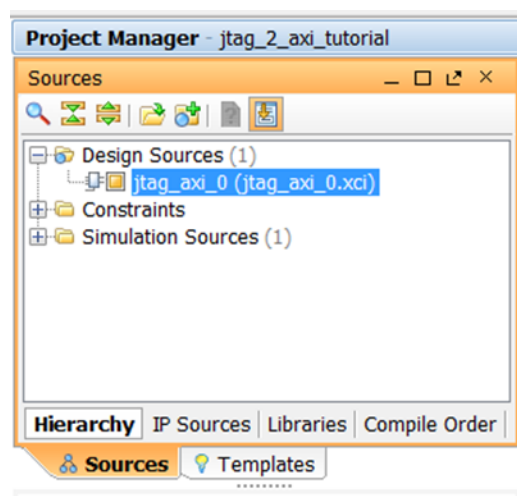 Project Manager - jtag_2_axi_tutorial
Sources
Design Sources (1)
jtag_axi_0 (jtag_axi_0.xci)
Constraints
Simulation Sources (1)
Hierarchy IP Sources Libraries Compile Order
Sources Templates